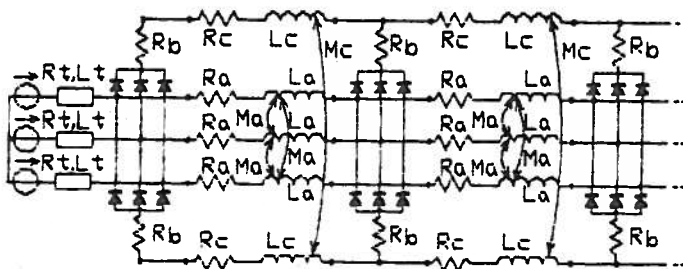 Rb Rc Lc Mc Rb Rc Lc Mc Rb
Rt,Lt Ra La Ra La
Rt,Lt Ra Ma La Ra Ma La
Rt,Lt Ra Ma La Ra Ma La
Rb Rc Lc Rb Rc Lc Rb